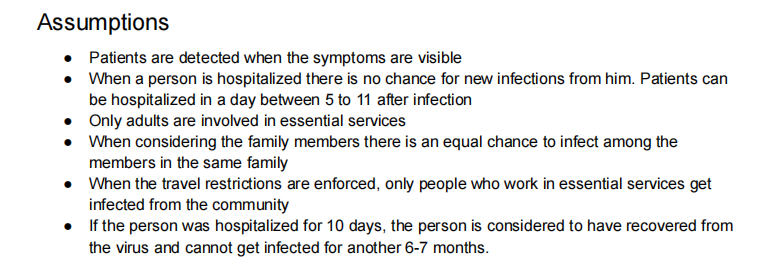 Assumptions
● Patients are detected when the symptoms are visible
● When a person is hospitalized there is no chance for new infections from him. Patients can
be hospitalized in a day between 5 to 11 after infection
● Only adults are involved in essential services
● When considering the family members there is an equal chance to infect among the
members in the same family
● When the travel restrictions are enforced, only people who work in essential services get
infected from the community
● If the person was hospitalized for 10 days, the person is considered to have recovered from
the virus and cannot get infected for another 6-7 months.